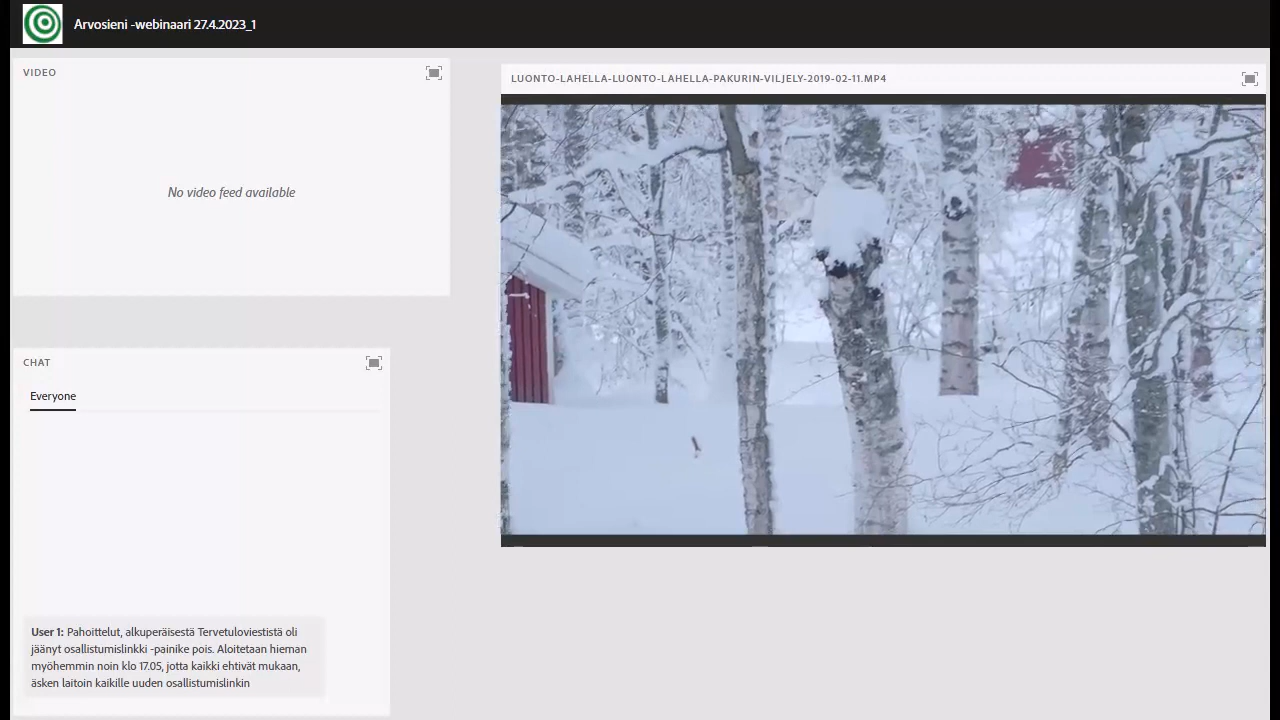 Arvosieni -webinaari 27.4.2023_1
VIDEO
No video feed available
LUONTO-LAHELLA-LUONTO-LAHELLA-PAKURIN-VILJELY-2019-02-11.MP4
CHAT
Everyone
User 1: Pahoittelut, alkuperäisestä Tervetuloviestistä oli
jäänyt osallistumislinkki -painike pois. Aloitetaan hieman
myöhemmin noin klo 17.05, jotta kaikki ehtivät mukaan,
äsken laitoin kaikille uuden osallistumislinkin